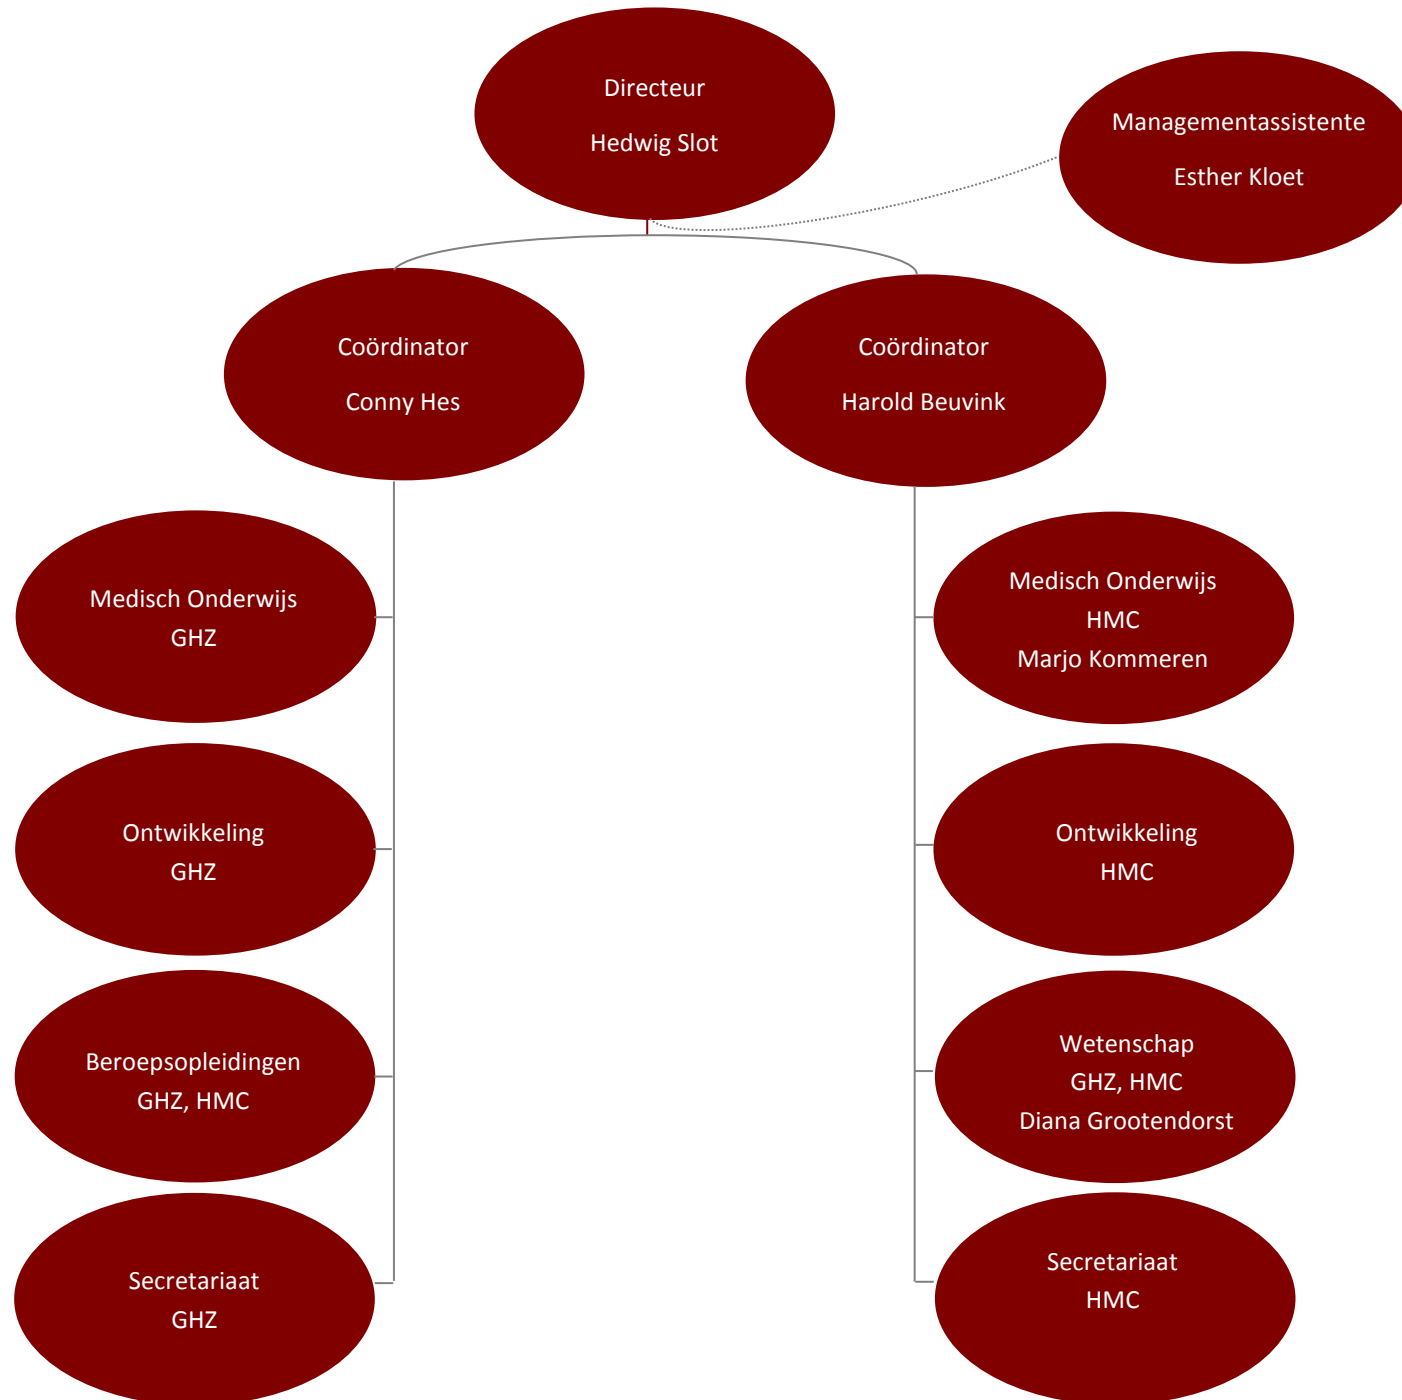 Directeur
Hedwig Slot
Managementassistente
Esther Kloet
Coördinator
Conny Hes
Coördinator
Harold Beuvink
Medisch Onderwijs
GHZ
Medisch Onderwijs
HMC
Marjo Kommeren
Ontwikkeling
GHZ
Ontwikkeling
HMC
Beroepsopleidingen
GHZ, HMC
Wetenschap
GHZ, HMC
Diana Grootendorst
Secretariaat
GHZ
Secretariaat
HMC